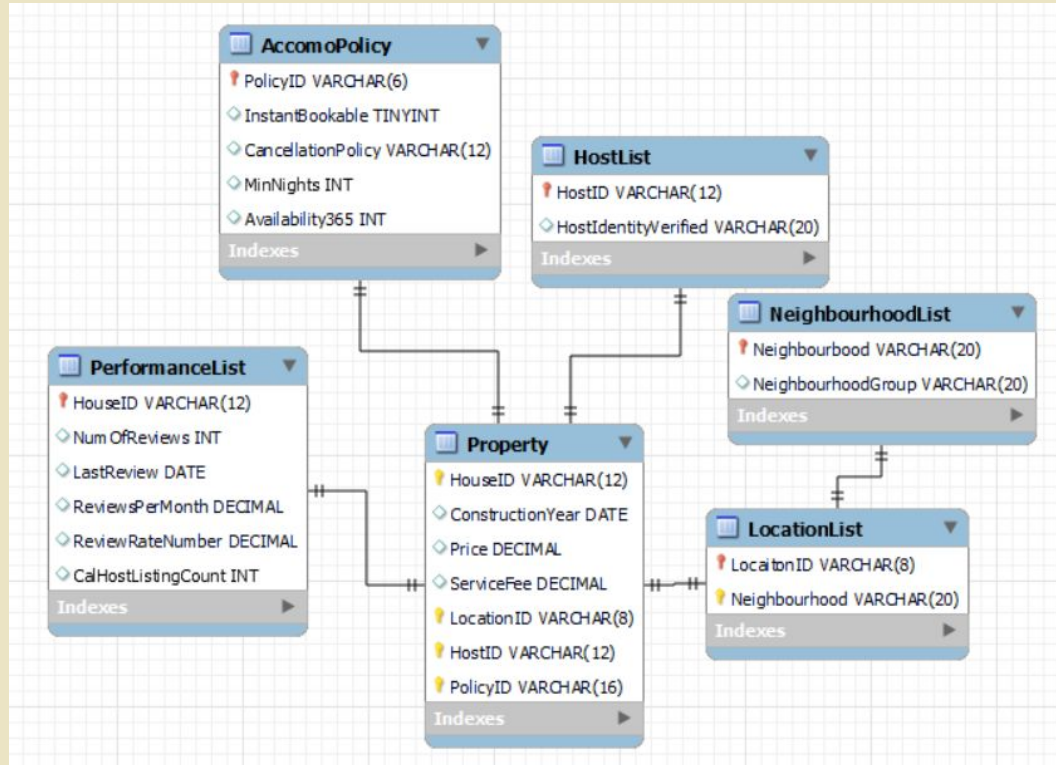 AccomoPolicy
PolicyID VARCHAR(6)
InstantBookable TINYINT
CancellationPolicy VARCHAR(12)
MinNights INT
Availability365 INT
Indexes
HostList
HostID VARCHAR(12)
HostIdentityVerified VARCHAR(20)
Indexes
NeighbourhoodList
Neighbourbood VARCHAR(20)
NeighbourhoodGroup VARCHAR(20)
Indexes
PerformanceList
HouseID VARCHAR(12)
NumOfReviews INT
LastReview DATE
ReviewsPerMonth DECIMAL
ReviewRateNumber DECIMAL
CalHostListingCount INT
Indexes
Property
HouseID VARCHAR(12)
ConstructionYear DATE
Price DECIMAL
ServiceFee DECIMAL
LocationID VARCHAR(8)
HostID VARCHAR(12)
PolicyID VARCHAR(16)
Indexes
LocationList
LocaitonID VARCHAR(8)
Neighbourhood VARCHAR(20)
Indexes